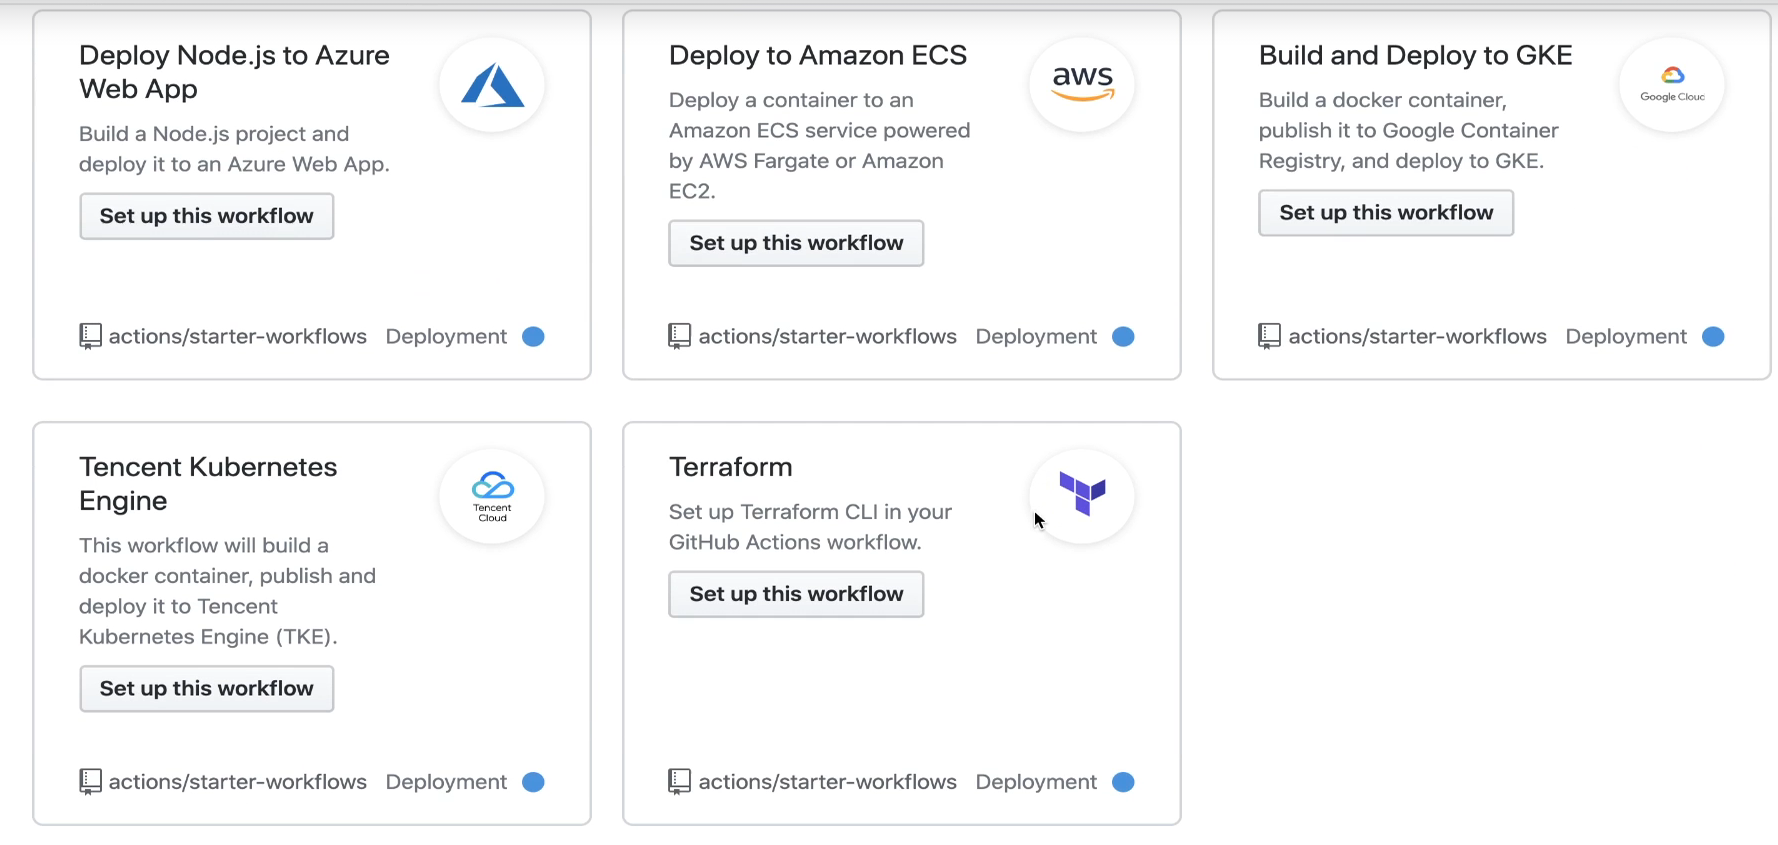 Deploy Node.js to Azure
Web App
Build a Node.js project and
deploy it to an Azure Web App.
Set up this workflow
actions/starter-workflows Deployment
Deploy to Amazon ECS
aws
Deploy a container to an
Amazon ECS service powered
by AWS Fargate or Amazon
EC2.
Set up this workflow
actions/starter-workflows Deployment
Build and Deploy to GKE
Google Cloud
Build a docker container,
publish it to Google Container
Registry, and deploy to GKE.
Set up this workflow
actions/starter-workflows Deployment
Tencent Kubernetes
Engine
Tencent
Cloud
This workflow will build a
docker container, publish and
deploy it to Tencent
Kubernetes Engine (TKE).
Set up this workflow
actions/starter-workflows Deployment
Terraform
Set up Terraform CLI in your
GitHub Actions workflow.
Set up this workflow
actions/starter-workflows Deployment